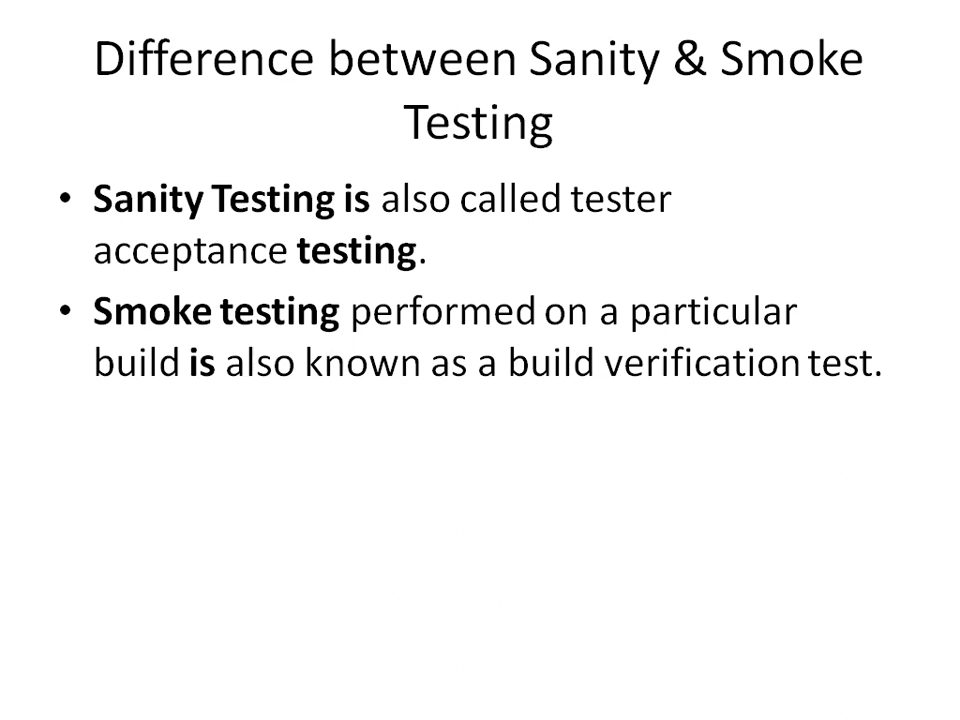 Difference between Sanity & Smoke
Testing
• Sanity Testing is also called tester
acceptance testing.
• Smoke testing performed on a particular
build is also known as a build verification test.